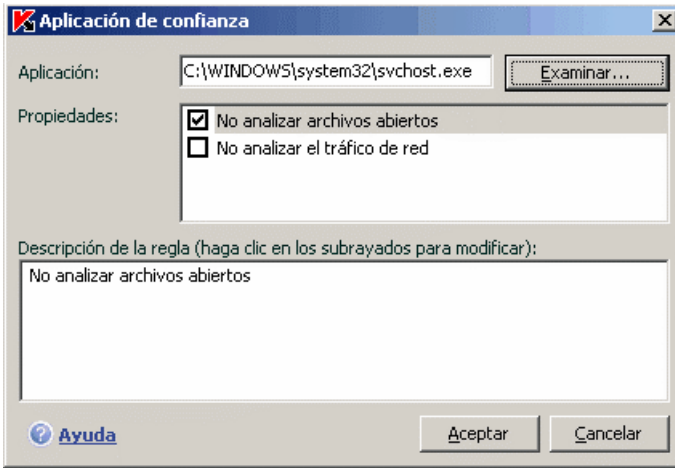 Aplicación de confianza
Aplicación: C:\WINDOWS\system32\svchost.exe Examinar...
Propiedades: No analizar archivos abiertos
No analizar el tráfico de red
Descripción de la regla (haga clic en los subrayados para modificar):
No analizar archivos abiertos
Ayuda Aceptar Cancelar